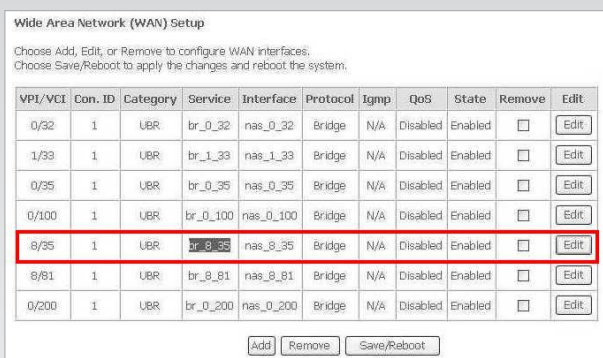 Wide Area Network (WAN) Setup
Choose Add, Edit, or Remove to configure WAN interfaces.
Choose Save/Reboot to apply the changes and reboot the system.
VPI/VCI Con. ID Category Service Interface Protocol Igmp QoS State Remove Edit
0/32 1 UBR br_0_32 nas_0_32 Bridge N/A Disabled Enabled Edit
1/33 1 UBR br_1_33 nas_1_33 Bridge N/A Disabled Enabled Edit
0/35 1 UBR br_0_35 nas_0_35 Bridge N/A Disabled Enabled Edit
0/100 1 UBR br_0_100 nas_0_100 Bridge N/A Disabled Enabled Edit
8/35 1 UBR br_8_35 nas_8_35 Bridge N/A Disabled Enabled Edit
8/81 1 UBR br_8_81 nas_8_81 Bridge N/A Disabled Enabled Edit
0/200 1 UBR br_0_200 nas_0_200 Bridge N/A Disabled Enabled Edit
Add Remove Save/Reboot